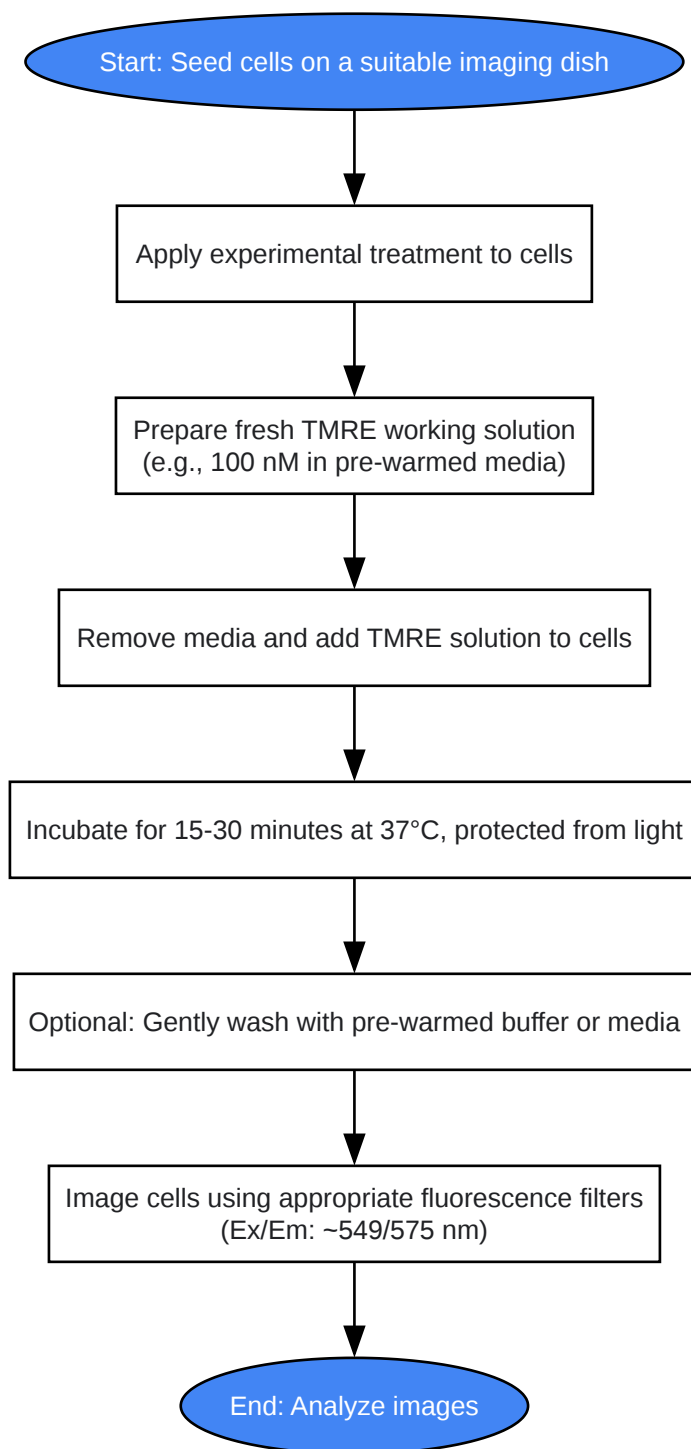 Start: Seed cells on a suitable imaging dish
Apply experimental treatment to cells
Prepare fresh TMRE working solution
(e.g., 100 nM in pre-warmed media)
Remove media and add TMRE solution to cells
Incubate for 15-30 minutes at 37°C, protected from light
Optional: Gently wash with pre-warmed buffer or media
Image cells using appropriate fluorescence filters
(Ex/Em: ~549/575 nm)
End: Analyze images